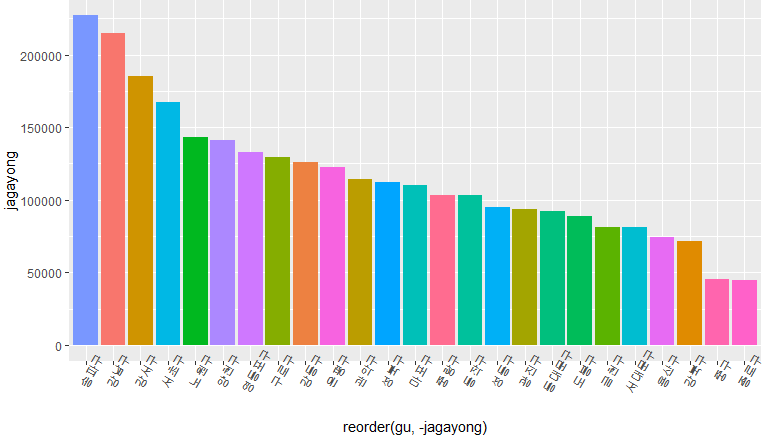 200000
150000
100000
50000
0
jagayong
송파구
강남구
강서구
서초구
노원구
양천구
영등포구
구로구
강동구
은평구
관악구
성북구
마포구
중랑구
동작구
성동구
광진구
동대문구
도봉구
금천구
서대문구
용산구
강북구
중구
종로구
reorder(gu, -jagayong)